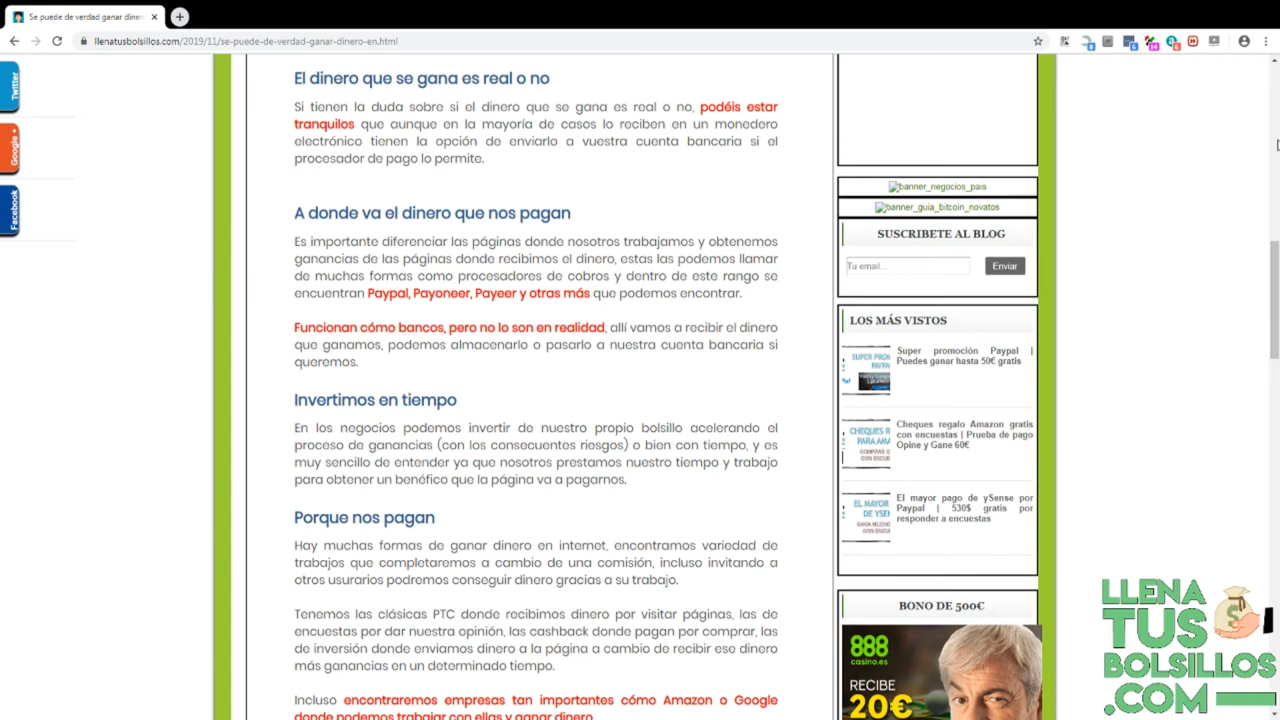 Se puede de verdad ganar diner
llenatusbolsillos.com/2019/11/se-puede-de-verdad-ganar-dinero-en.html
8
6
14
6
Twitter
Google +
Facebook
El dinero que se gana es real o no
Si tienen la duda sobre si el dinero que se gana es real o no, podéis estar
tranquilos que aunque en la mayoría de casos lo reciben en un monedero
electrónico tienen la opción de enviarlo a vuestra cuenta bancaria si el
procesador de pago lo permite.
A donde va el dinero que nos pagan
Es importante diferenciar las páginas donde nosotros trabajamos y obtenemos
ganancias de las páginas donde recibimos el dinero, estas las podemos llamar
de muchas formas como procesadores de cobros y dentro de este rango se
encuentran Paypal, Payoneer, Payeer y otras más que podemos encontrar.
Funcionan cómo bancos, pero no lo son en realidad, allí vamos a recibir el dinero
que ganamos, podemos almacenarlo o pasarlo a nuestra cuenta bancaria si
queremos.
Invertimos en tiempo
En los negocios podemos invertir de nuestro propio bolsillo acelerando el
proceso de ganancias (con los consecuentes riesgos) o bien con tiempo, y es
muy sencillo de entender ya que nosotros prestamos nuestro tiempo y trabajo
para obtener un benéfico que la página va a pagarnos.
Porque nos pagan
Hay muchas formas de ganar dinero en internet, encontramos variedad de
trabajos que completaremos a cambio de una comisión, incluso invitando a
otros usurarios podremos conseguir dinero gracias a su trabajo.
Tenemos las clásicas PTC donde recibimos dinero por visitar páginas, las de
encuestas por dar nuestra opinión, las cashback donde pagan por comprar, las
de inversión donde enviamos dinero a la página a cambio de recibir ese dinero
más ganancias en un determinado tiempo.
Incluso encontraremos empresas tan importantes cómo Amazon o Google
donde podemos trabajar con ellas y ganar dinero
banner_negocios_pais
banner_guia_bitcoin_novatos
SUSCRIBETE AL BLOG
Tu email...
Enviar
LOS MÁS VISTOS
Super promoción Paypal |
Puedes ganar hasta 50€ gratis
Cheques regalo Amazon gratis
con encuestas | Prueba de pago
Opine y Gane 60€
El mayor pago de ySense por
Paypal | 530$ gratis por
responder a encuestas
BONO DE 500€
888
casino.es
RECIBE
20€
LLENA
TUS
BOLSILLOS
.COM